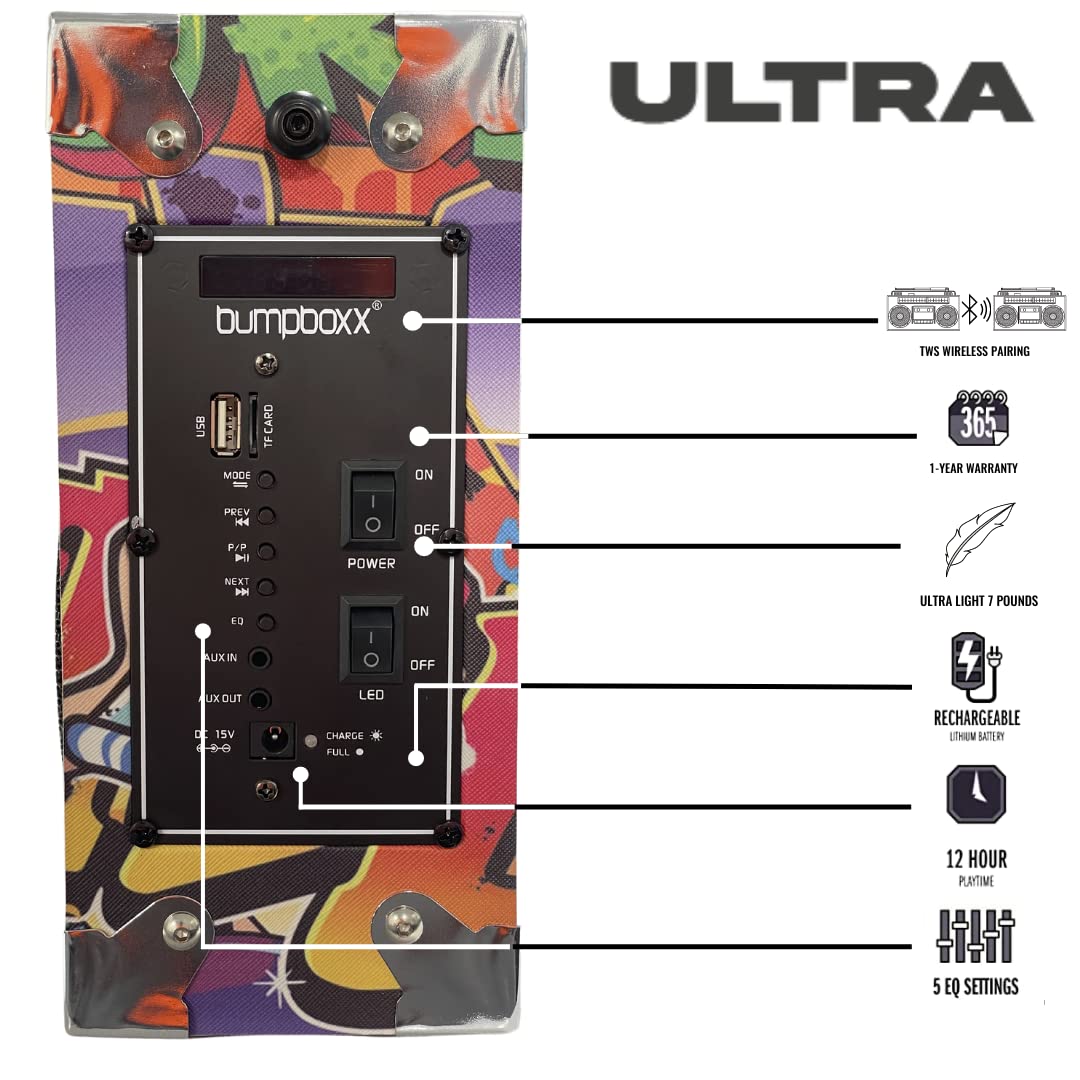 ULTRA
bumpboxx®
USB
TF CARD
MODE
PREV
P/P
NEXT
EQ
AUX IN
AUX OUT
DC 15V
ON
OFF
POWER
ON
OFF
LED
CHARGE
FULL
TWS WIRELESS PAIRING
365
1-YEAR WARRANTY
ULTRA LIGHT 7 POUNDS
RECHARGEABLE
LITHIUM BATTERY
12 HOUR
PLAYTIME
5 EQ SETTINGS